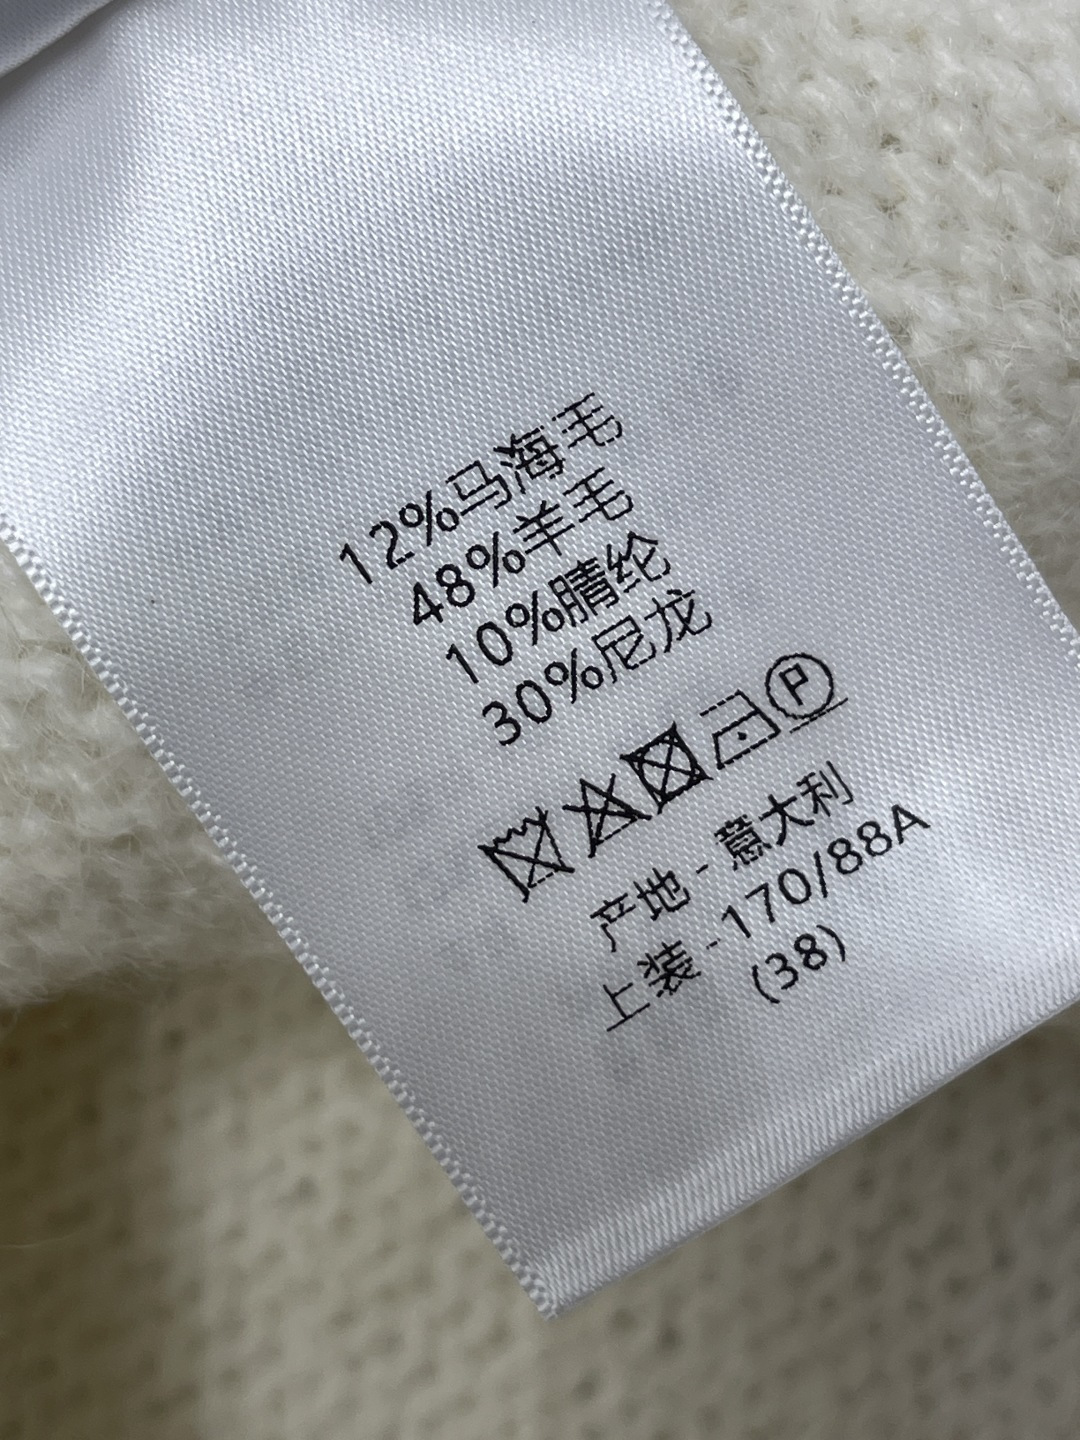 12%马海毛
48%羊毛
10%腈纶
30%尼龙
P
产地-意大利
上装-170/88A
(38)